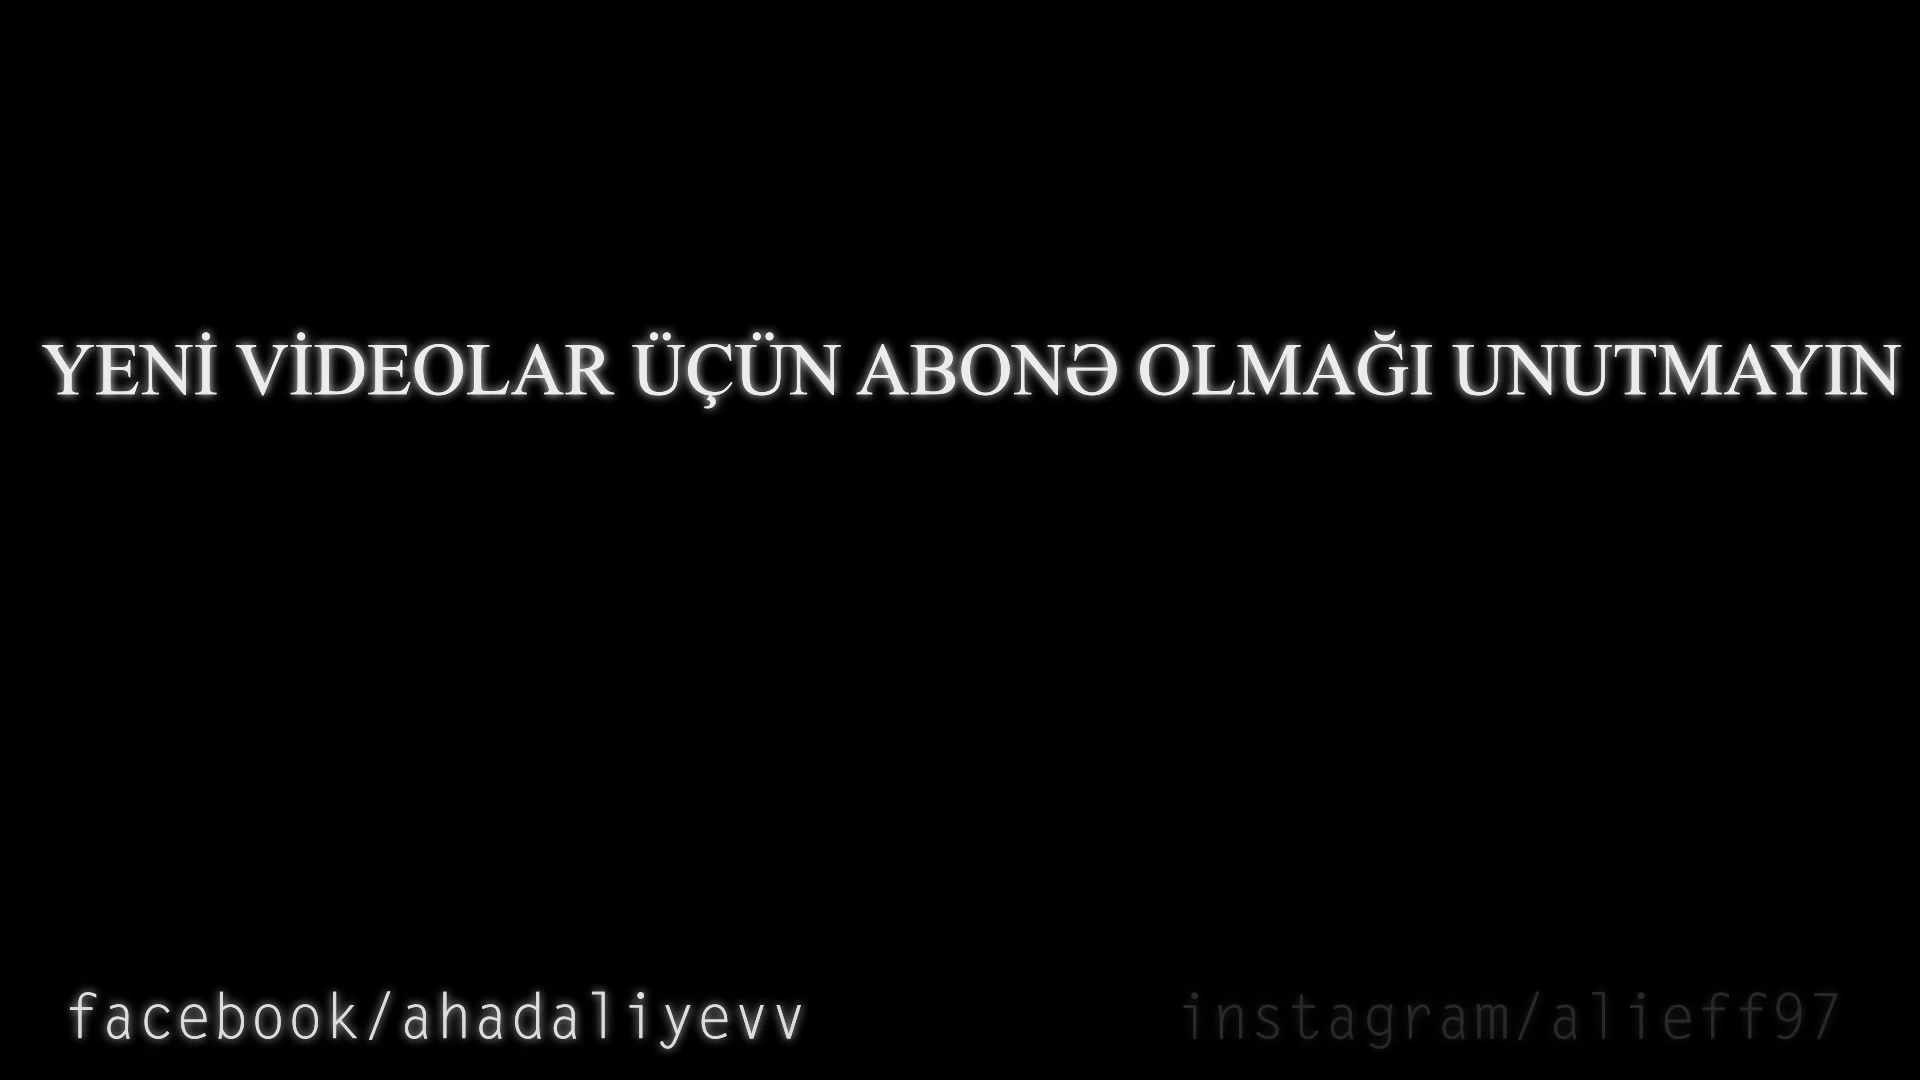 YENİ VİDEOLAR ÜÇÜN ABONƏ OLMAĞI UNUTMAYIN
facebook/ahadaliyevv
instagram/alieff97